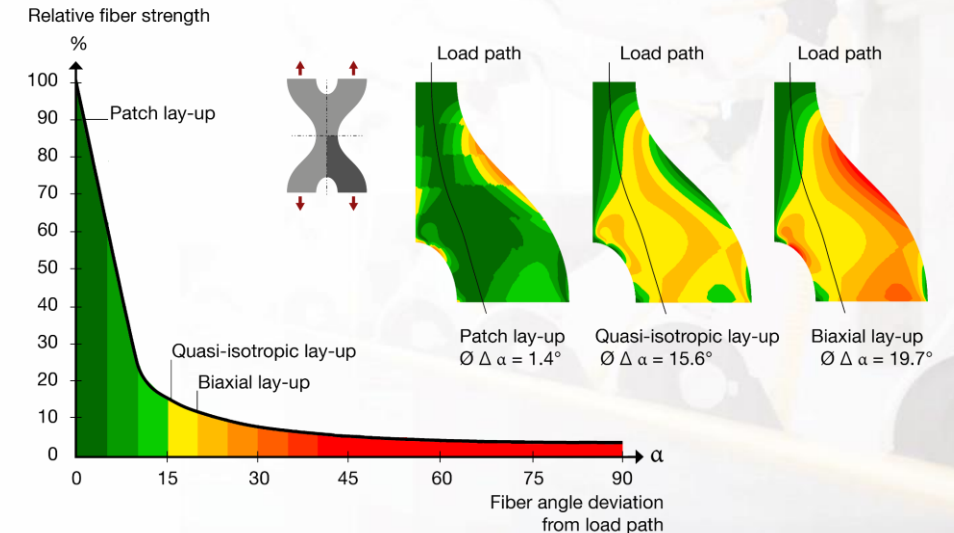 Relative fiber strength
%
100
90
80
70
60
50
40
30
20
10
0
Patch lay-up
Quasi-isotropic lay-up
Biaxial lay-up
0
15
30
45
60
75
90
α
Fiber angle deviation
from load path
Load path
Load path
Load path
Patch lay-up
Ø Δ α = 1.4°
Quasi-isotropic lay-up
Ø Δ α = 15.6°
Biaxial lay-up
Ø Δ α = 19.7°